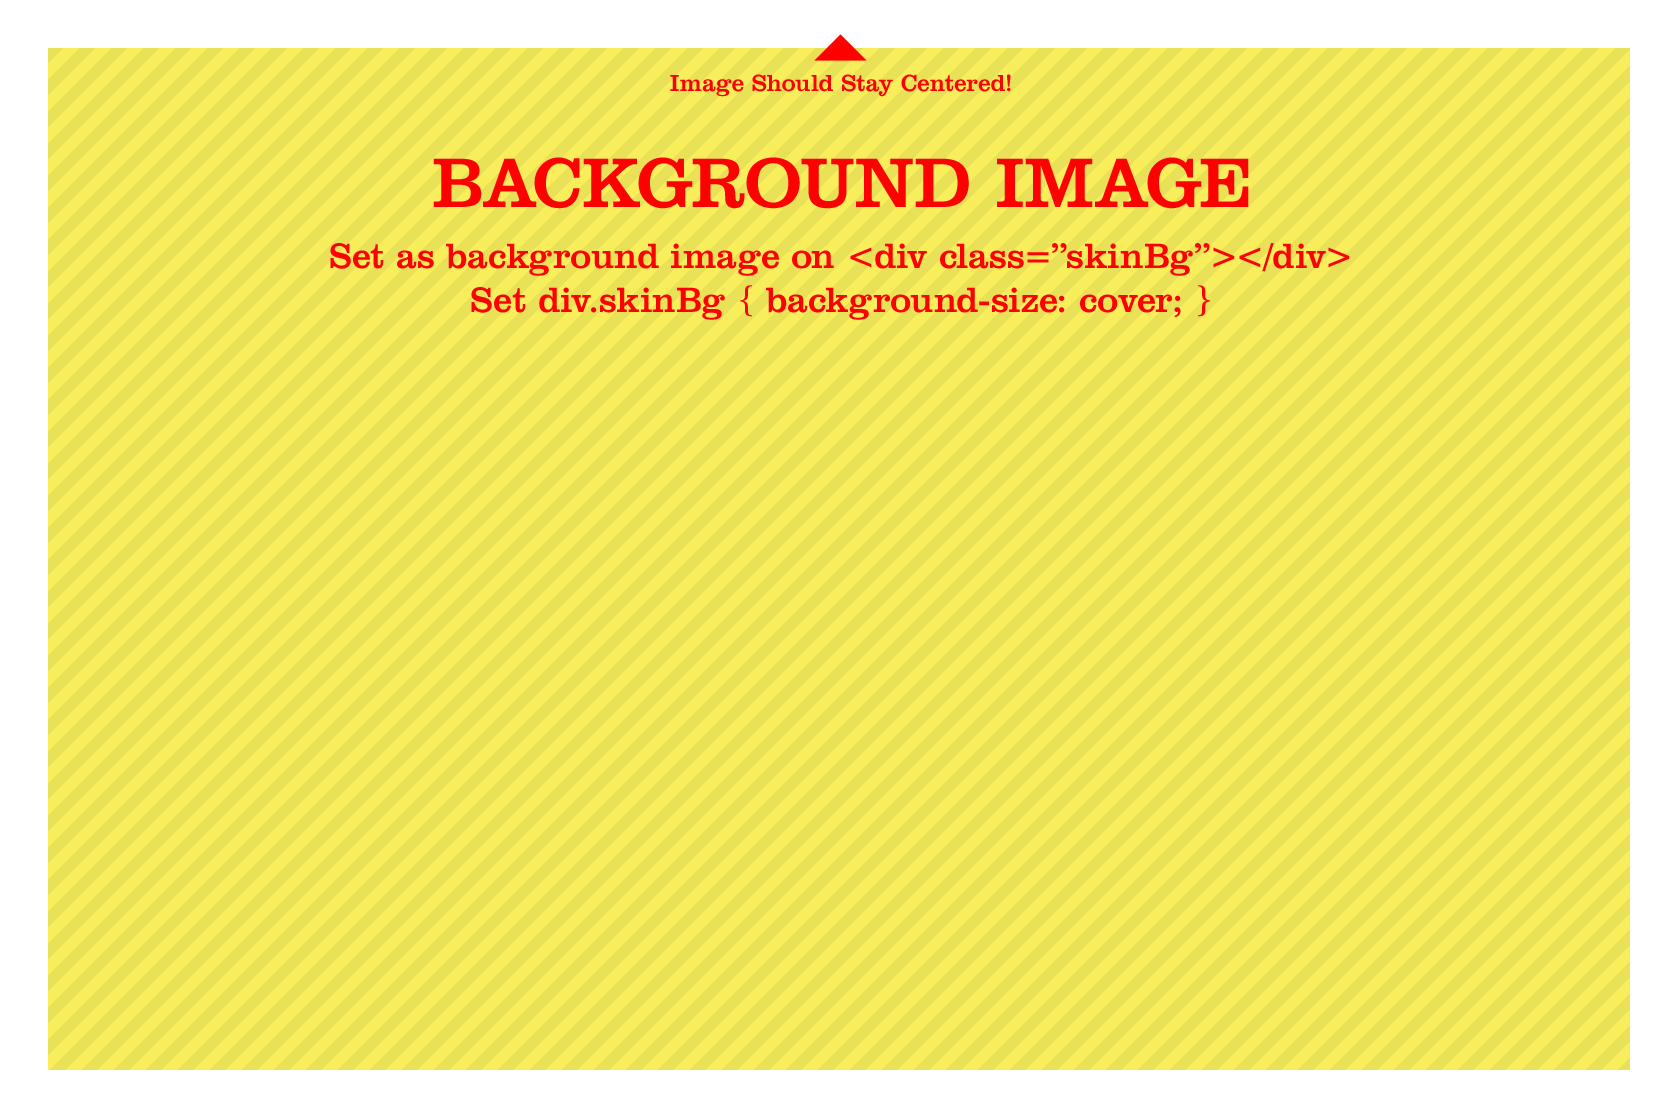 Image Should Stay Centered!
BACKGROUND IMAGE
Set as background image on <div class=”skinBg”></div>
Set div.skinBg { background-size: cover; }